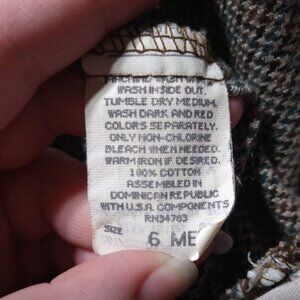 MACHINE WASH WARM
WASH INSIDE OUT.
TUMBLE DRY MEDIUM.
WASH DARK AND RED
COLORS SEPARATELY.
ONLY NON-CHLORINE
BLEACH WHEN NEEDED.
WARM IRON IF DESIRED.
100% COTTON
ASSEMBLED IN
DOMINICAN REPUBLIC
WITH U.S.A. COMPONENTS
RN34783
SIZE
6 ME